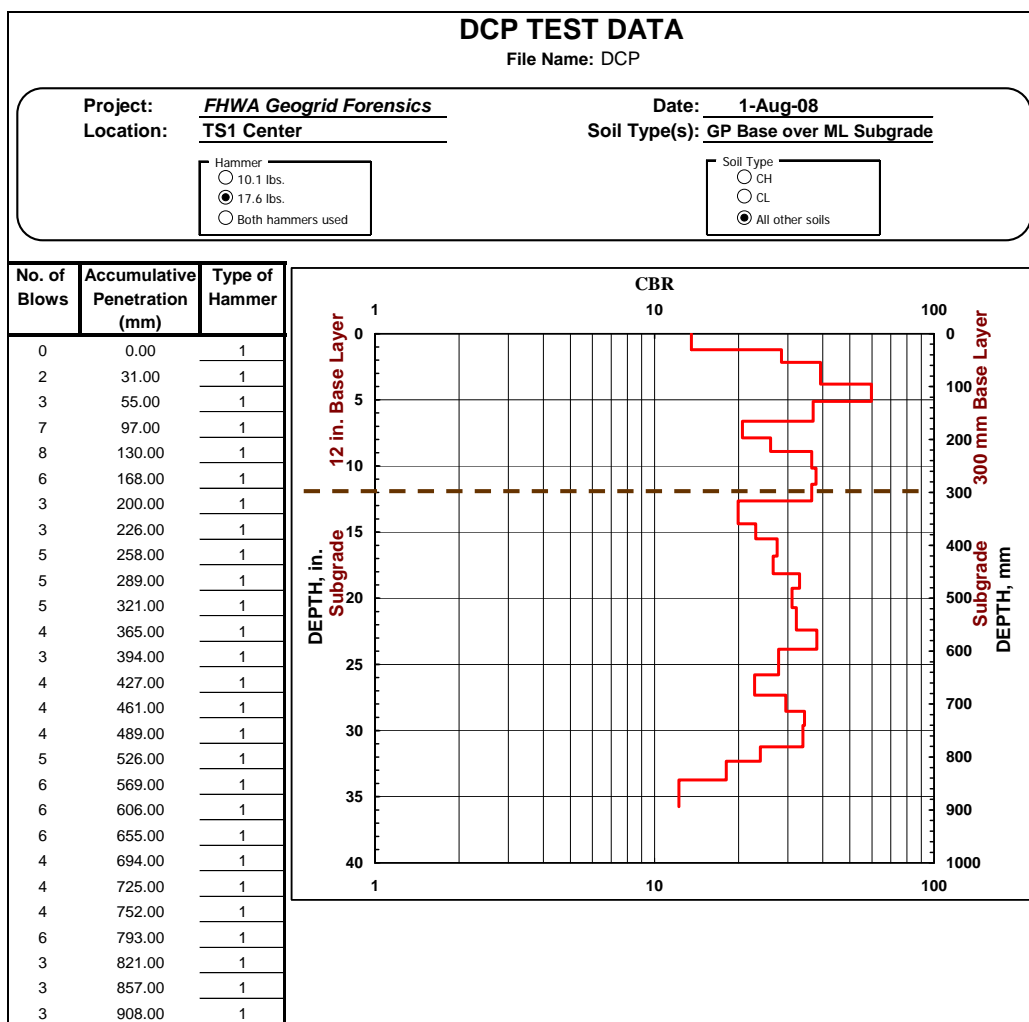 DCP TEST DATA
File Name: DCP
Project: FHWA Geogrid Forensics Date: 1-Aug-08
Location: TS1 Center Soil Type(s): GP Base over ML Subgrade
Hammer
10.1 lbs.
17.6 lbs.
Both hammers used
Soil Type
CH
CL
All other soils
No. of Accumulative Type of
Blows Penetration Hammer
(mm)
0 0.00 1
2 31.00 1
3 55.00 1
7 97.00 1
8 130.00 1
6 168.00 1
3 200.00 1
3 226.00 1
5 258.00 1
5 289.00 1
5 321.00 1
4 365.00 1
3 394.00 1
4 427.00 1
4 461.00 1
4 489.00 1
5 526.00 1
6 569.00 1
6 606.00 1
6 655.00 1
4 694.00 1
4 725.00 1
4 752.00 1
6 793.00 1
3 821.00 1
3 857.00 1
3 908.00 1
CBR
1 10 100
0
5
10
15
20
25
30
35
40
12 in. Base Layer
Subgrade
DEPTH, in.
0
100
200
300
400
500
600
700
800
900
1000
300 mm Base Layer
Subgrade
DEPTH, mm
1 10 100